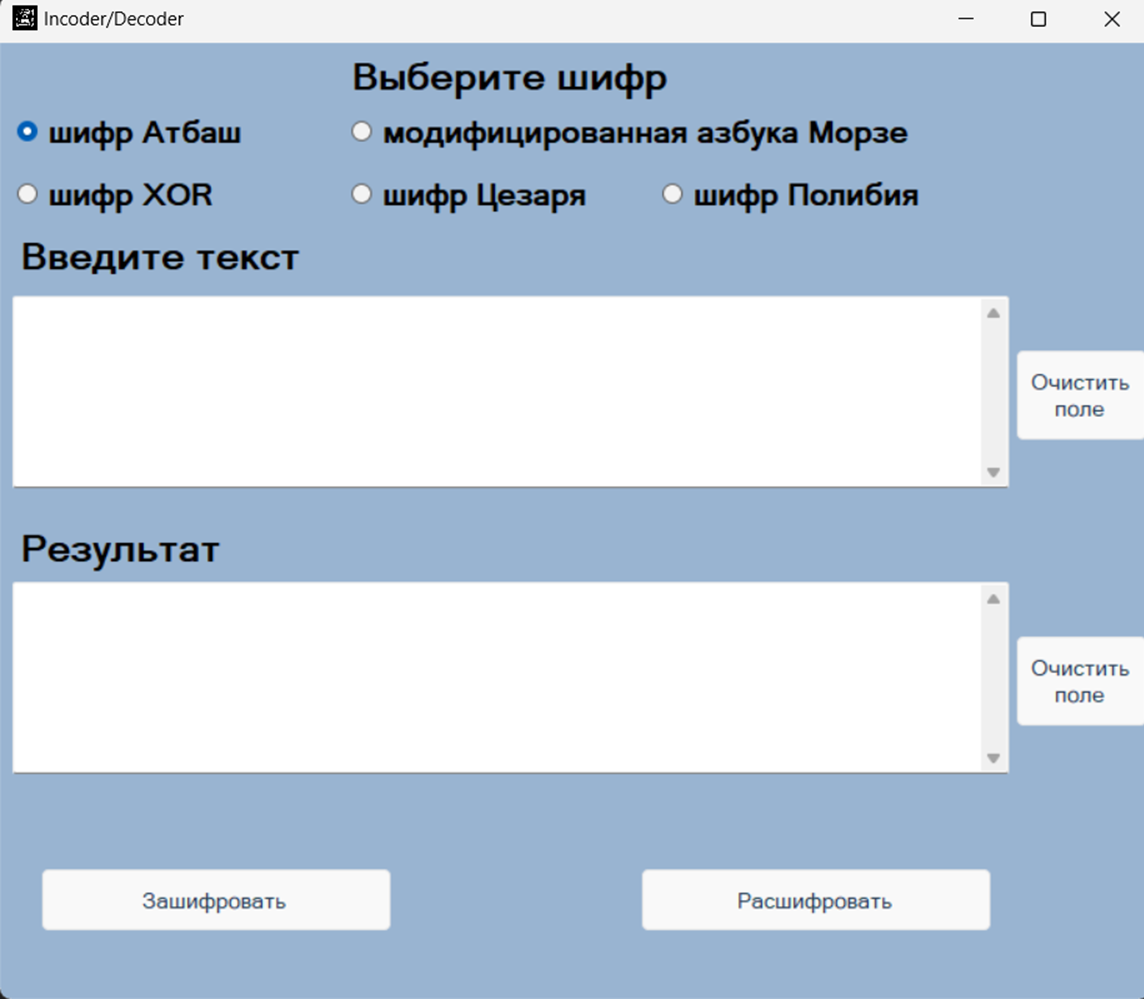 Incoder/Decoder
Выберите шифр
шифр Атбаш
модифицированная азбука Морзе
шифр XOR
шифр Цезаря
шифр Полибия
Введите текст
Очистить
поле
Результат
Очистить
поле
Зашифровать
Расшифровать